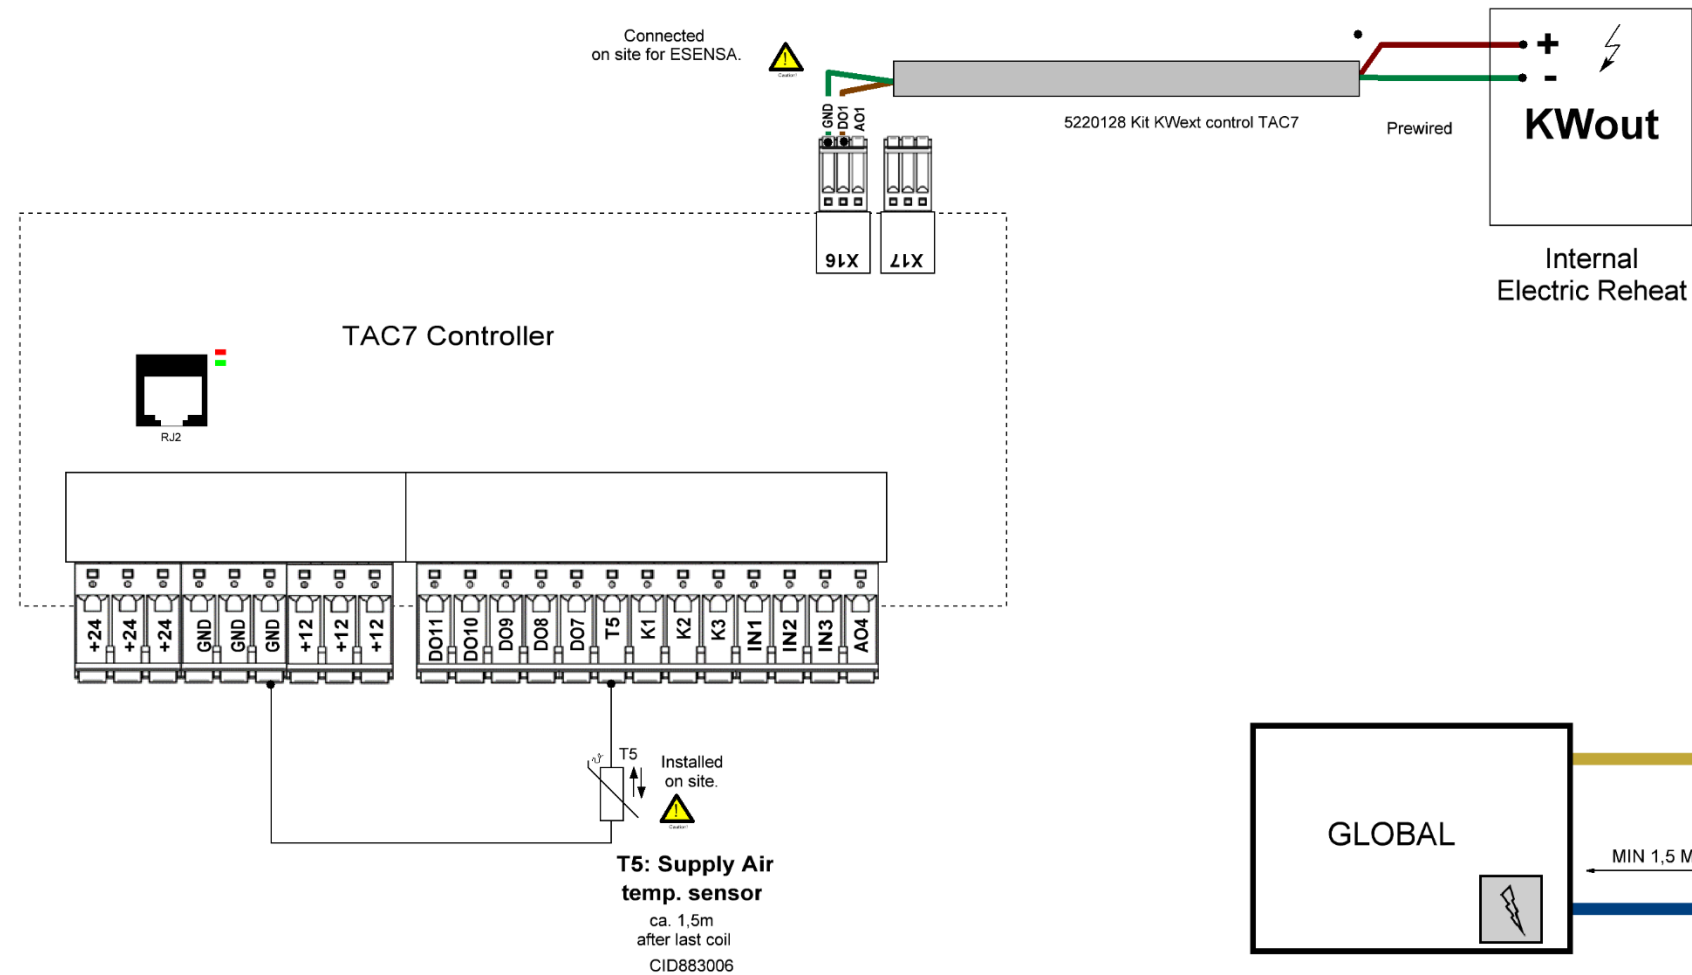 Connected
on site for ESENSA.
Caution!
GND
DO1
AO1
5220128 Kit KWext control TAC7
Prewired
+
-
KWout
Internal
Electric Reheat
X16
X17
TAC7 Controller
RJ2
+24
+24
+24
GND
GND
GND
+12
+12
+12
DO11
DO10
DO9
DO8
DO7
T5
K1
K2
K3
IN1
IN2
IN3
AO4
ϑ
T5
Installed
on site.
Caution!
T5: Supply Air
temp. sensor
ca. 1,5m
after last coil
CID883006
GLOBAL
MIN 1,5 M